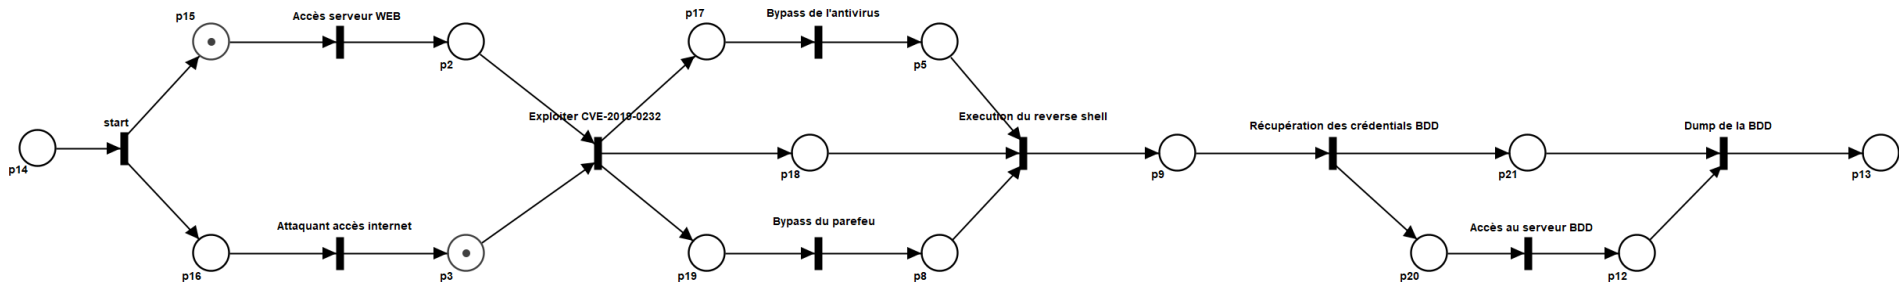 p15
Accès serveur WEB
p2
p17
Bypass de l'antivirus
p5
start
p14
Exploiter CVE-2019-0232
p18
Execution du reverse shell
p9
Récupération des crédentials BDD
p21
Dump de la BDD
p13
p16
Attaquant accès internet
p3
p19
Bypass du parefeu
p8
p20
Accès au serveur BDD
p12